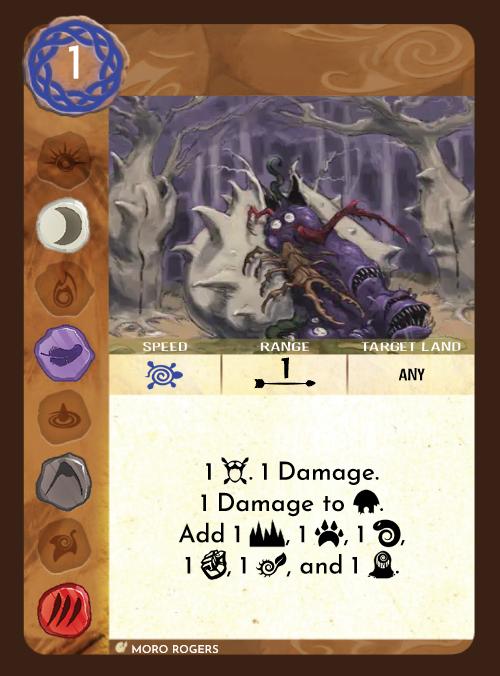 1
SPEED RANGE TARGET LAND
1
ANY
1 . 1 Damage.
1 Damage to .
Add 1 , 1 , 1 ,
1 , 1 , and 1 .
MORO ROGERS